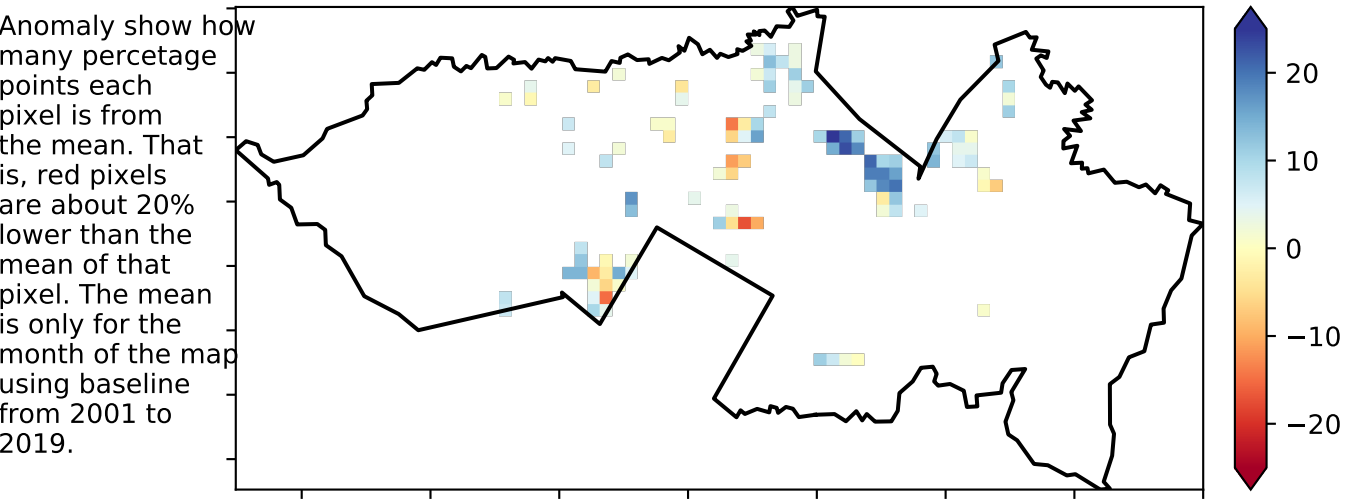 Anomaly show how
many percetage
points each
pixel is from
the mean. That
is, red pixels
are about 20%
lower than the
mean of that
pixel. The mean
is only for the
month of the map
using baseline
from 2001 to
2019.
20
10
0
−10
−20